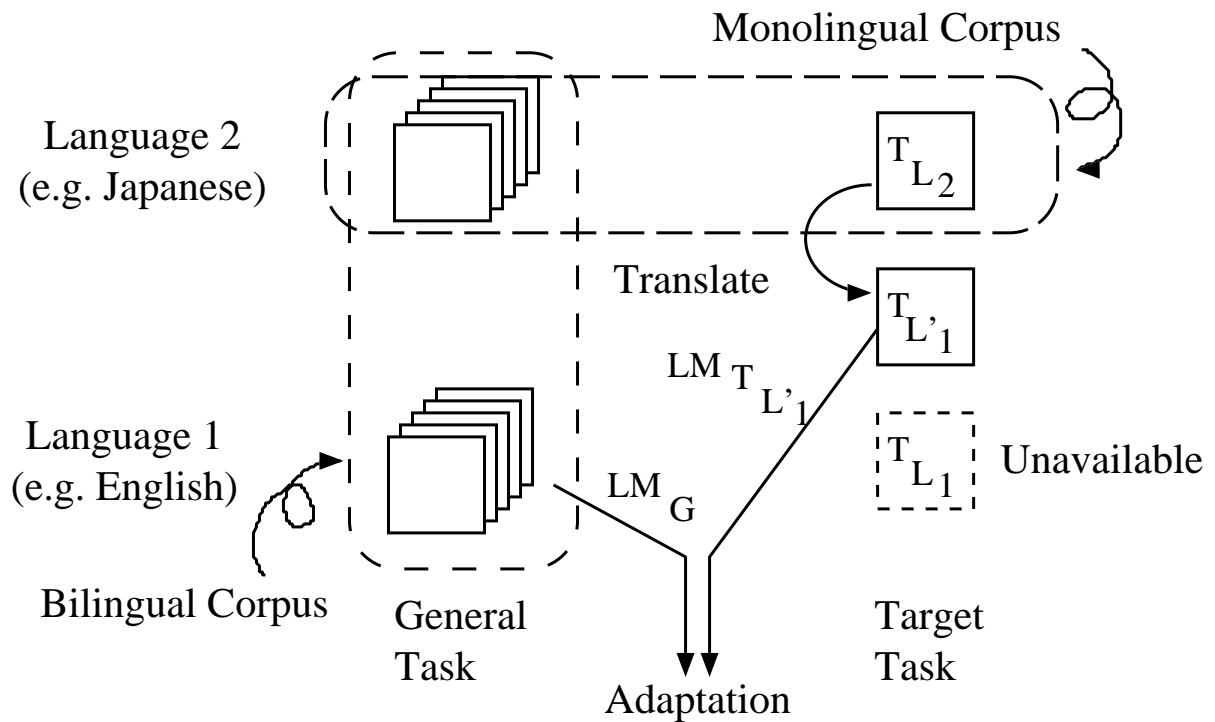 Monolingual Corpus
Language 2
(e.g. Japanese)
T L 2
Translate
T L’ 1
LM T L’ 1
Language 1
(e.g. English)
T L 1
Unavailable
LM G
Bilingual Corpus
General
Task
Target
Task
Adaptation